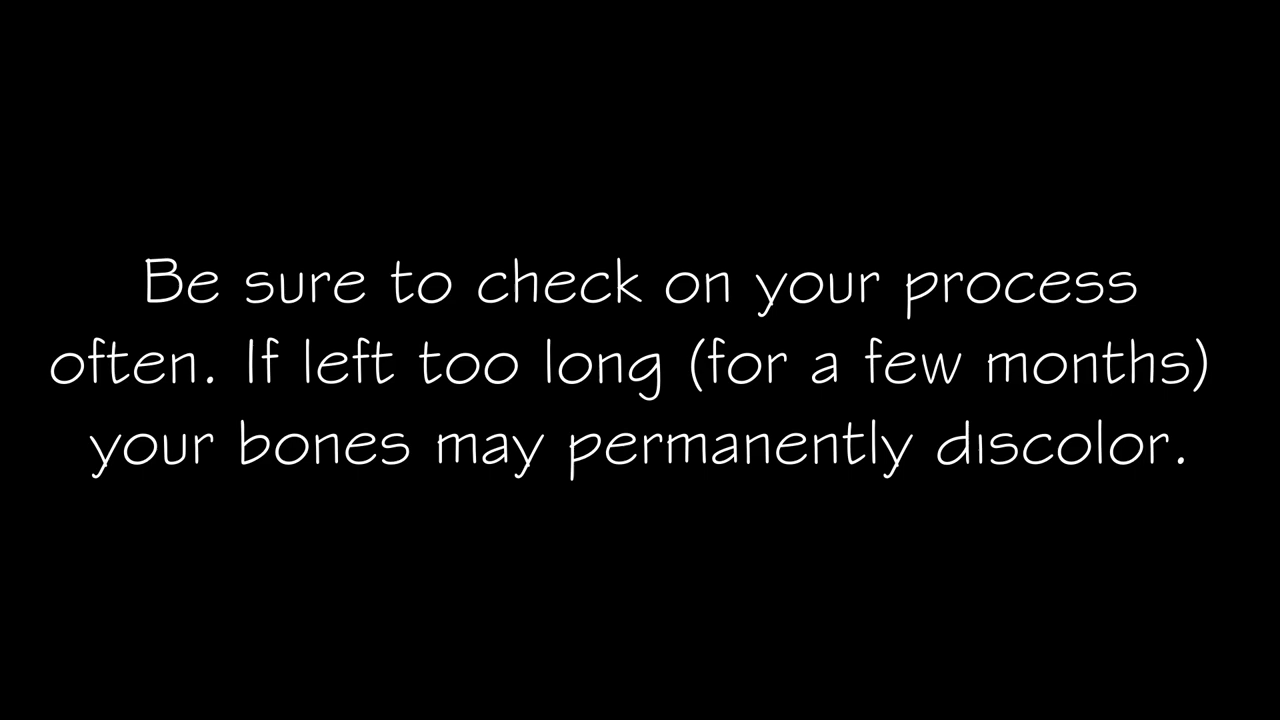 Be sure to check on your process
often. If left too long (for a few months)
your bones may permanently discolor.